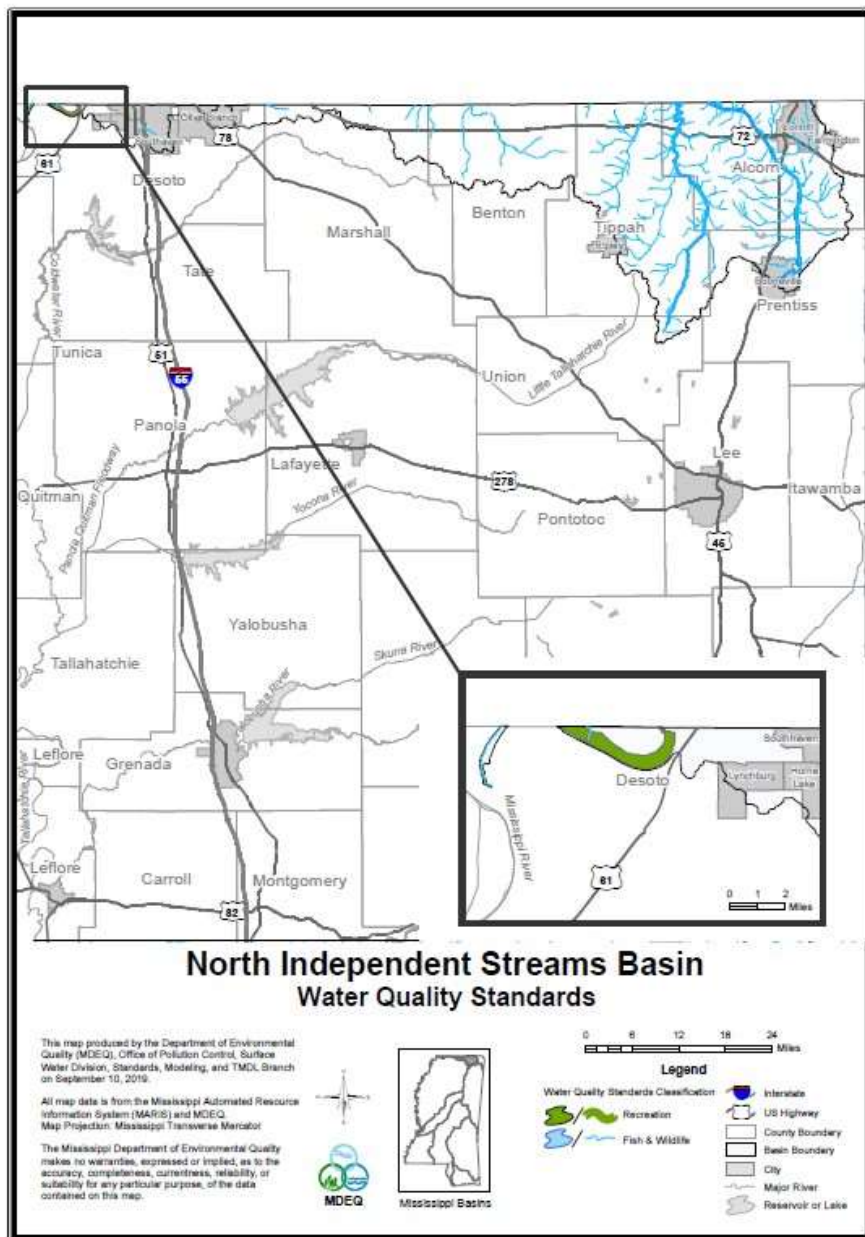 78
72
Corinth
Farmington
Southaven
61
Desoto
Alcorn
Benton
Tippah
Ripley
Marshall
Tate
Booneville
Prentiss
Coldwater River
Tunica
51
55
Union
Little Tallahatchie River
Panola
Lafayette
Lee
278
Quitman
Itawamba
Pontotoc
Panola Quitman Floodway
Yocona River
45
Yalobusha
Tallahatchie
Skuna River
Leflore
Grenada
Tallahatchie River
Leflore
Carroll
Montgomery
82
Southaven
Desoto
Lynchburg
Horn
Lake
Mississippi River
61
0 1 2
Miles
North Independent Streams Basin
Water Quality Standards
This map produced by the Department of Environmental
Quality (MDEQ), Office of Pollution Control, Surface
Water Division, Standards, Modeling, and TMDL Branch
on September 10, 2019.
All map data is from the Mississippi Automated Resource
Information System (MARIS) and MDEQ.
Map Projection: Mississippi Transverse Mercator
The Mississippi Department of Environmental Quality
makes no warranties, expressed or implied, as to the
accuracy, completeness, currentness, reliability, or
suitability for any particular purpose, of the data
contained on this map.
MDEQ
Mississippi Basins
0 3 6 12 18 24
Miles
Legend
Water Quality Standards Classification
Recreation
Fish & Wildlife
Interstate
US Highway
County Boundary
Basin Boundary
City
Major River
Reservoir or Lake